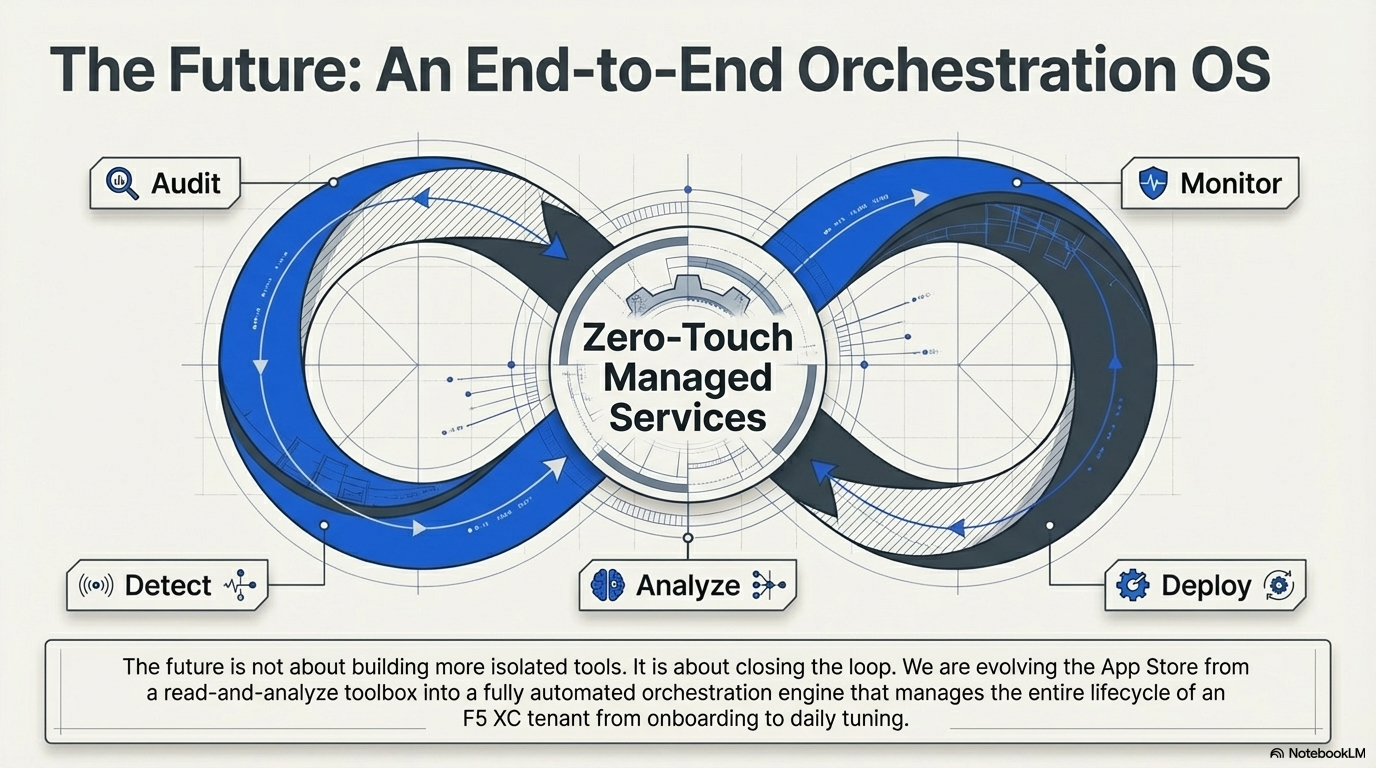 The Future: An End-to-End Orchestration OS
Audit
Monitor
Zero-Touch
Managed
Services
Detect
Analyze
Deploy
The future is not about building more isolated tools. It is about closing the loop. We are evolving the App Store from
a read-and-analyze toolbox into a fully automated orchestration engine that manages the entire lifecycle of an
F5 XC tenant from onboarding to daily tuning.
NotebookLM